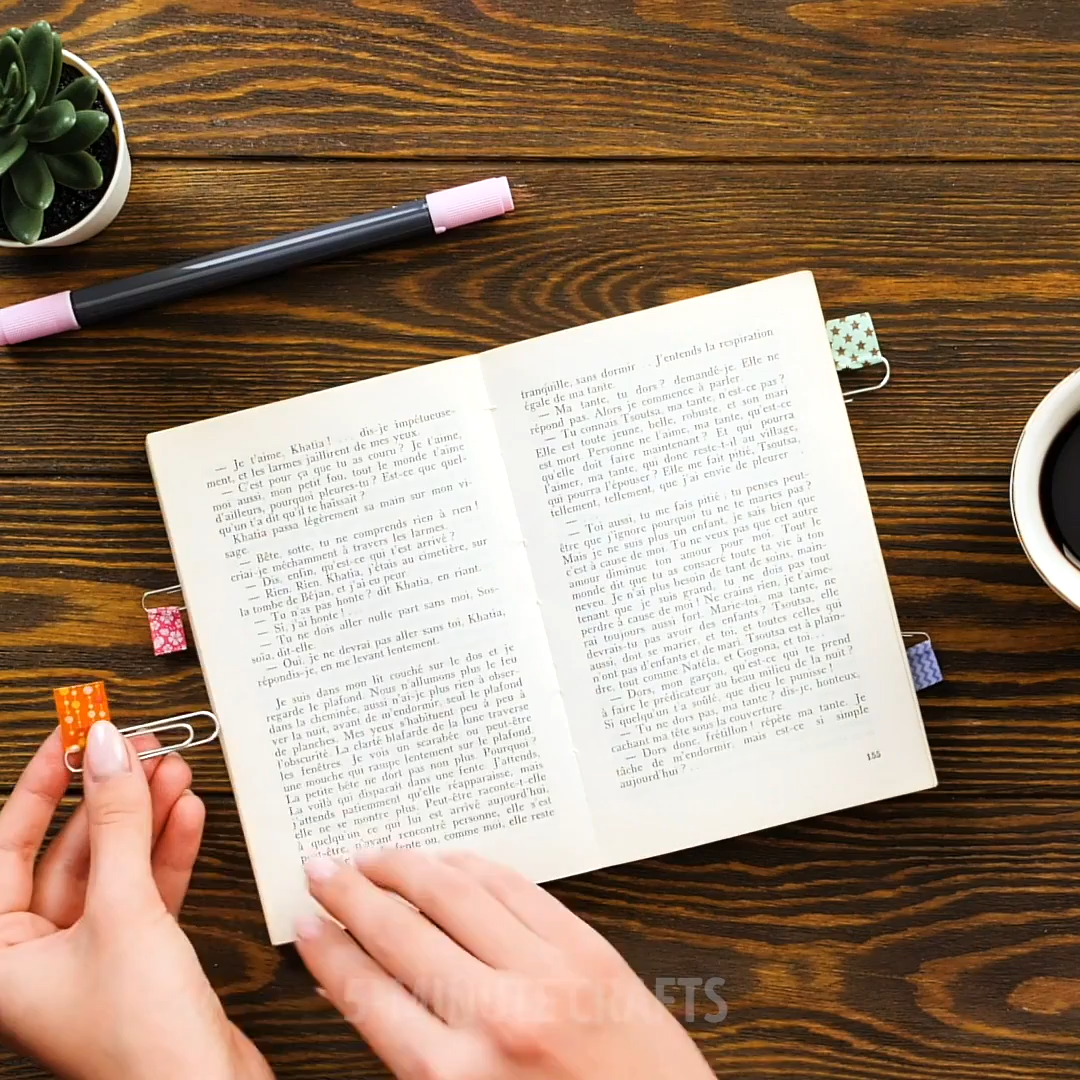 — Je t'aime, Khatia ! ... dis-je impétueuse-
ment, et les larmes jaillirent de mes yeux.
— C'est pour ça que tu as couru ? Je t'aime,
moi aussi, mon petit fou, tout le monde t'aime
d'ailleurs, pourquoi pleures-tu ? Est-ce que quel-
qu'un t'a dit qu'il te haïssait ?
Khatia passa légèrement sa main sur mon vi-
sage.
— Bête, sotte, tu ne comprends rien à rien !
criai-je méchamment à travers les larmes.
— Dis, enfin, qu'est-ce qui t'est arrivé ?
— Rien. Rien, Khatia, j'étais au cimetière, sur
la tombe de Béjan, et j'ai eu peur.
— Tu n'as pas honte ? dit Khatia, en riant.
— Si, j'ai honte.
— Tu ne dois aller nulle part sans moi, Sos-
soïa, dit-elle.
— Oui, je ne devrai pas aller sans toi, Khatia,
répondis-je, en me levant lentement.
Je suis dans mon lit couché sur le dos et je
regarde le plafond. Nous n'allumons plus le feu
dans la cheminée, aussi n'ai-je plus rien à obser-
ver la nuit, avant de m'endormir, seul le plafond
de planches. Mes yeux s'habituent peu à peu à
l'obscurité. La clarté blafarde de la lune traverse
les fenêtres. Je vois un scarabée ou peut-être
une mouche qui rampe lentement sur le plafond.
La petite bête ne dort pas non plus. Pourquoi ?
La voilà qui disparaît dans une fente. J'attends,
j'attends patiemment qu'elle réapparaisse, mais
elle ne se montre plus. Peut-être raconte-t-elle
à quelqu'un ce qui lui est arrivé aujourd'hui,
peut-être, n'ayant rencontré personne, elle s'est
fente ou, comme moi, elle reste
tranquille, sans dormir ... J'entends la respiration
égale de ma tante.
— Ma tante, tu dors ? demandé-je. Elle ne
répond pas. Alors je commence à parler.
— Tu connais Tsoutsa, ma tante, n'est-ce pas ?
Elle est toute jeune, belle, robuste, et son mari
est mort. Personne ne l'aime, ma tante, qu'est-ce
qu'elle doit faire maintenant ? Et qui pourra
l'aimer, ma tante, qui donc reste-t-il au village,
qui pourra l'épouser ? Elle me fait pitié, Tsoutsa,
tellement, tellement, que j'ai envie de pleurer ...
— Toi aussi, tu me fais pitié ; tu penses peut-
être que j'ignore pourquoi tu ne te maries pas ?
Mais je ne suis plus un enfant, je sais bien que
c'est à cause de moi. Tu ne veux pas que cet autre
amour diminue ton amour pour moi. Tout le
monde dit que tu as consacré toute ta vie à ton
neveu. Je n'ai plus besoin de tant de soins, main-
tenant que je suis grand. Et tu ne dois pas tout
perdre à cause de moi ! Ne crains rien, je t'aime-
rai toujours aussi fort. Marie-toi, ma tante, ne
devrais-tu pas avoir des enfants ? Tsoutsa, elle
aussi, doit se marier, et toi, et toutes celles qui
n'ont pas d'enfants et de mari. Tsoutsa est à plain-
dre, tout comme Natéla, et Gogona, et toi ...
— Dors, mon garçon, qu'est-ce qui te prend
à faire le prédicateur au beau milieu de la nuit ?
Si quelqu'un t'a soûlé, que dieu le punisse !
— Tu ne dors pas, ma tante ? dis-je, honteux,
cachant ma tête sous la couverture.
— Dors donc, frétillon ! répète ma tante. Je
tâche de m'endormir, mais est-ce si simple
aujourd'hui ? ...
155
5-MINUTE CRAFTS